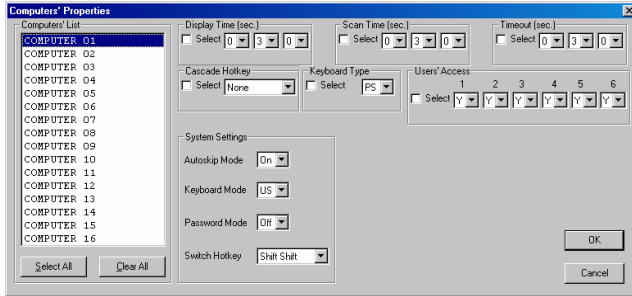 Computers' Properties
Computers' List
COMPUTER 01
COMPUTER 02
COMPUTER 03
COMPUTER 04
COMPUTER 05
COMPUTER 06
COMPUTER 07
COMPUTER 08
COMPUTER 09
COMPUTER 10
COMPUTER 11
COMPUTER 12
COMPUTER 13
COMPUTER 14
COMPUTER 15
COMPUTER 16
Select All Clear All
Display Time (sec.)
Select 0 3 0
Scan Time (sec.)
Select 0 3 0
Timeout (sec.)
Select 0 3 0
Cascade Hotkey
Select None
Keyboard Type
Select PS
Users' Access
1 2 3 4 5 6
Select Y Y Y Y Y Y
System Settings
Autoskip Mode On
Keyboard Mode US
Password Mode Off
Switch Hotkey Shift Shift
OK
Cancel